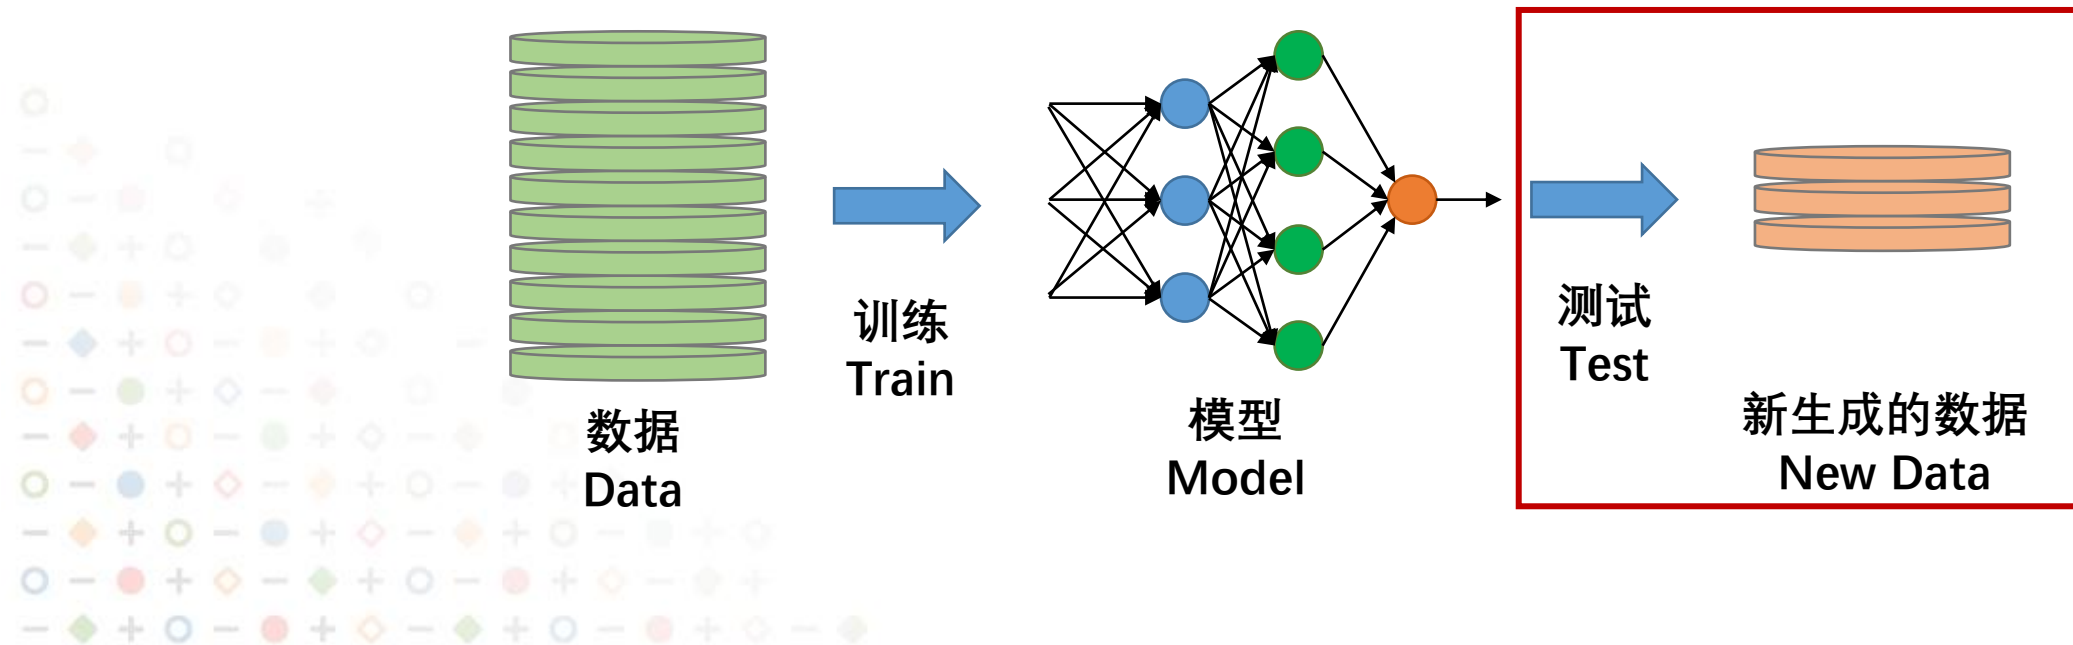 数据
Data
训练
Train
模型
Model
测试
Test
新生成的数据
New Data